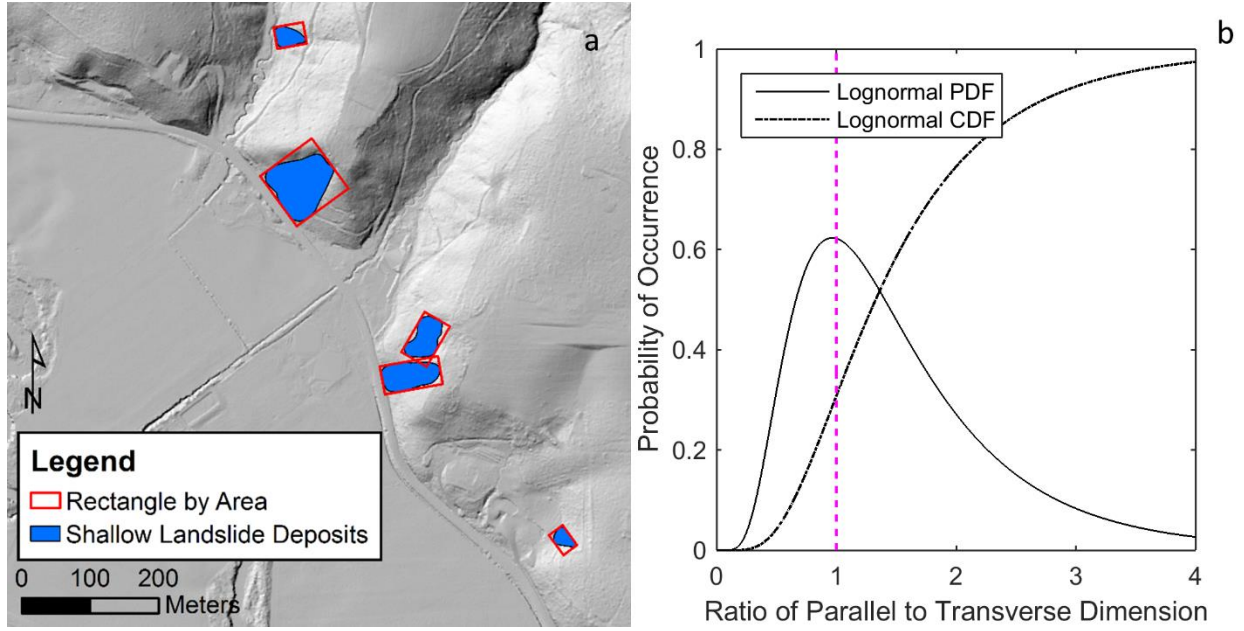 a
N
Legend
Rectangle by Area
Shallow Landslide Deposits
0 100 200
Meters
b
Probability of Occurrence
1
0.8
0.6
0.4
0.2
0
Lognormal PDF
Lognormal CDF
0 1 2 3 4
Ratio of Parallel to Transverse Dimension